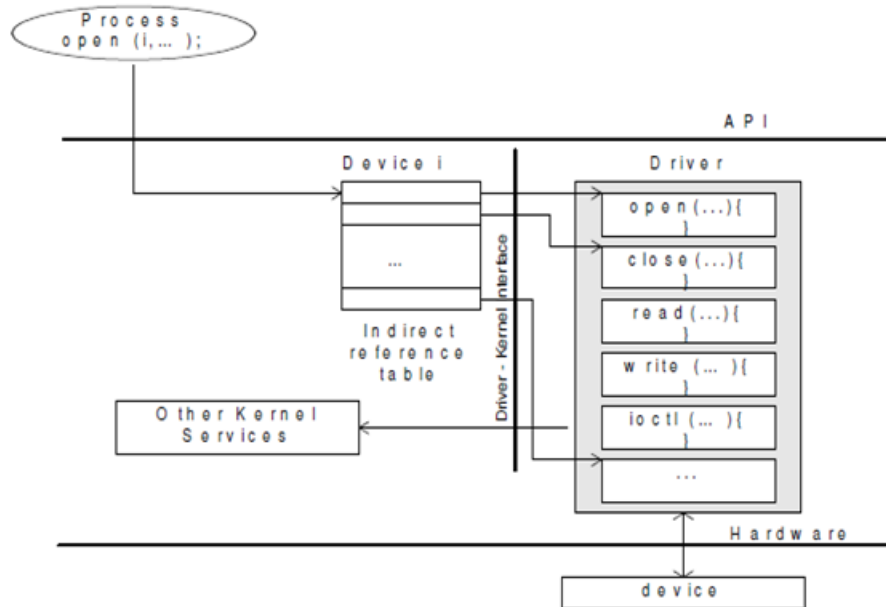 Process
open (i,... );
API
Device i
Driver
open(...){
}
close(...){
}
...
Driver - Kernel Interface
read(...){
}
Indirect
reference
table
write (... ){
}
Other Kernel
Services
ioctl(... ){
}
...
Hardware
device